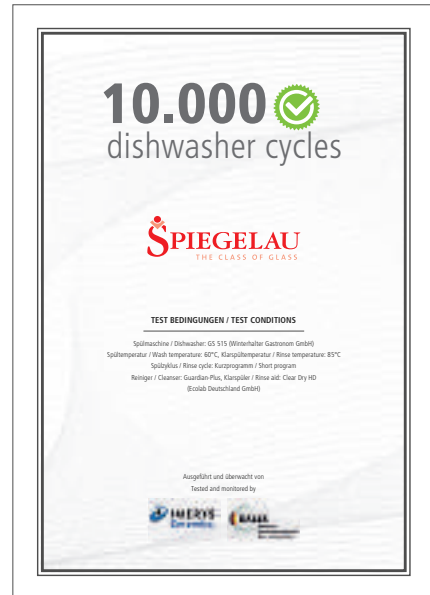 10.000
dishwasher cycles
SPIEGELAU
THE CLASS OF GLASS
TEST BEDINGUNGEN / TEST CONDITIONS
Spülmaschine / Dishwasher: GS 515 (Winterhalter Gastronom GmbH)
Spültemperatur / Wash temperature: 60°C, Klarspültemperatur / Rinse temperature: 85°C
Spülzyklus / Rinse cycle: Kurzprogramm / Short program
Reiniger / Cleanser: Guardian-Plus, Klarspüler / Rinse aid: Clear Dry HD
(Ecolab Deutschland GmbH)
Ausgeführt und überwacht von
Tested and monitored by
IMERYS
Ceramics